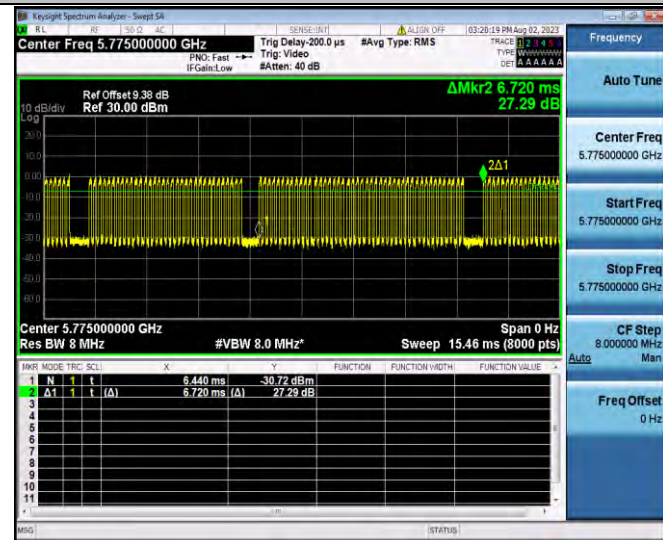 Keysight Spectrum Analyzer - Swept SA
RL RF 50 Ω AC SENSE:INT ALIGN OFF 03:20:19 PM Aug 02, 2023
Center Freq 5.775000000 GHz
PNO: Fast
IFGain:Low
Trig Delay-200.0 µs
Trig: Video
#Atten: 40 dB
#Avg Type: RMS
TRACE 1 2 3 4 5 6
TYPE
DET A A A A A A
Ref Offset 9.38 dB
10 dB/div Ref 30.00 dBm
Log
ΔMkr2 6.720 ms
27.29 dB
20.0
10.0
0.00
2Δ1
1
Center 5.775000000 GHz Span 0 Hz
Res BW 8 MHz #VBW 8.0 MHz* Sweep 15.46 ms (8000 pts)
MKR MODE TRC SCL X Y FUNCTION FUNCTION WIDTH FUNCTION VALUE
1 N 1 t 6.440 ms -30.72 dBm
2 Δ1 1 t (Δ) 6.720 ms (Δ) 27.29 dB
3
4
5
6
7
8
9
10
11
MSG STATUS
Frequency
Auto Tune
Center Freq
5.775000000 GHz
Start Freq
5.775000000 GHz
Stop Freq
5.775000000 GHz
CF Step
8.000000 MHz
Auto Man
Freq Offset
0 Hz